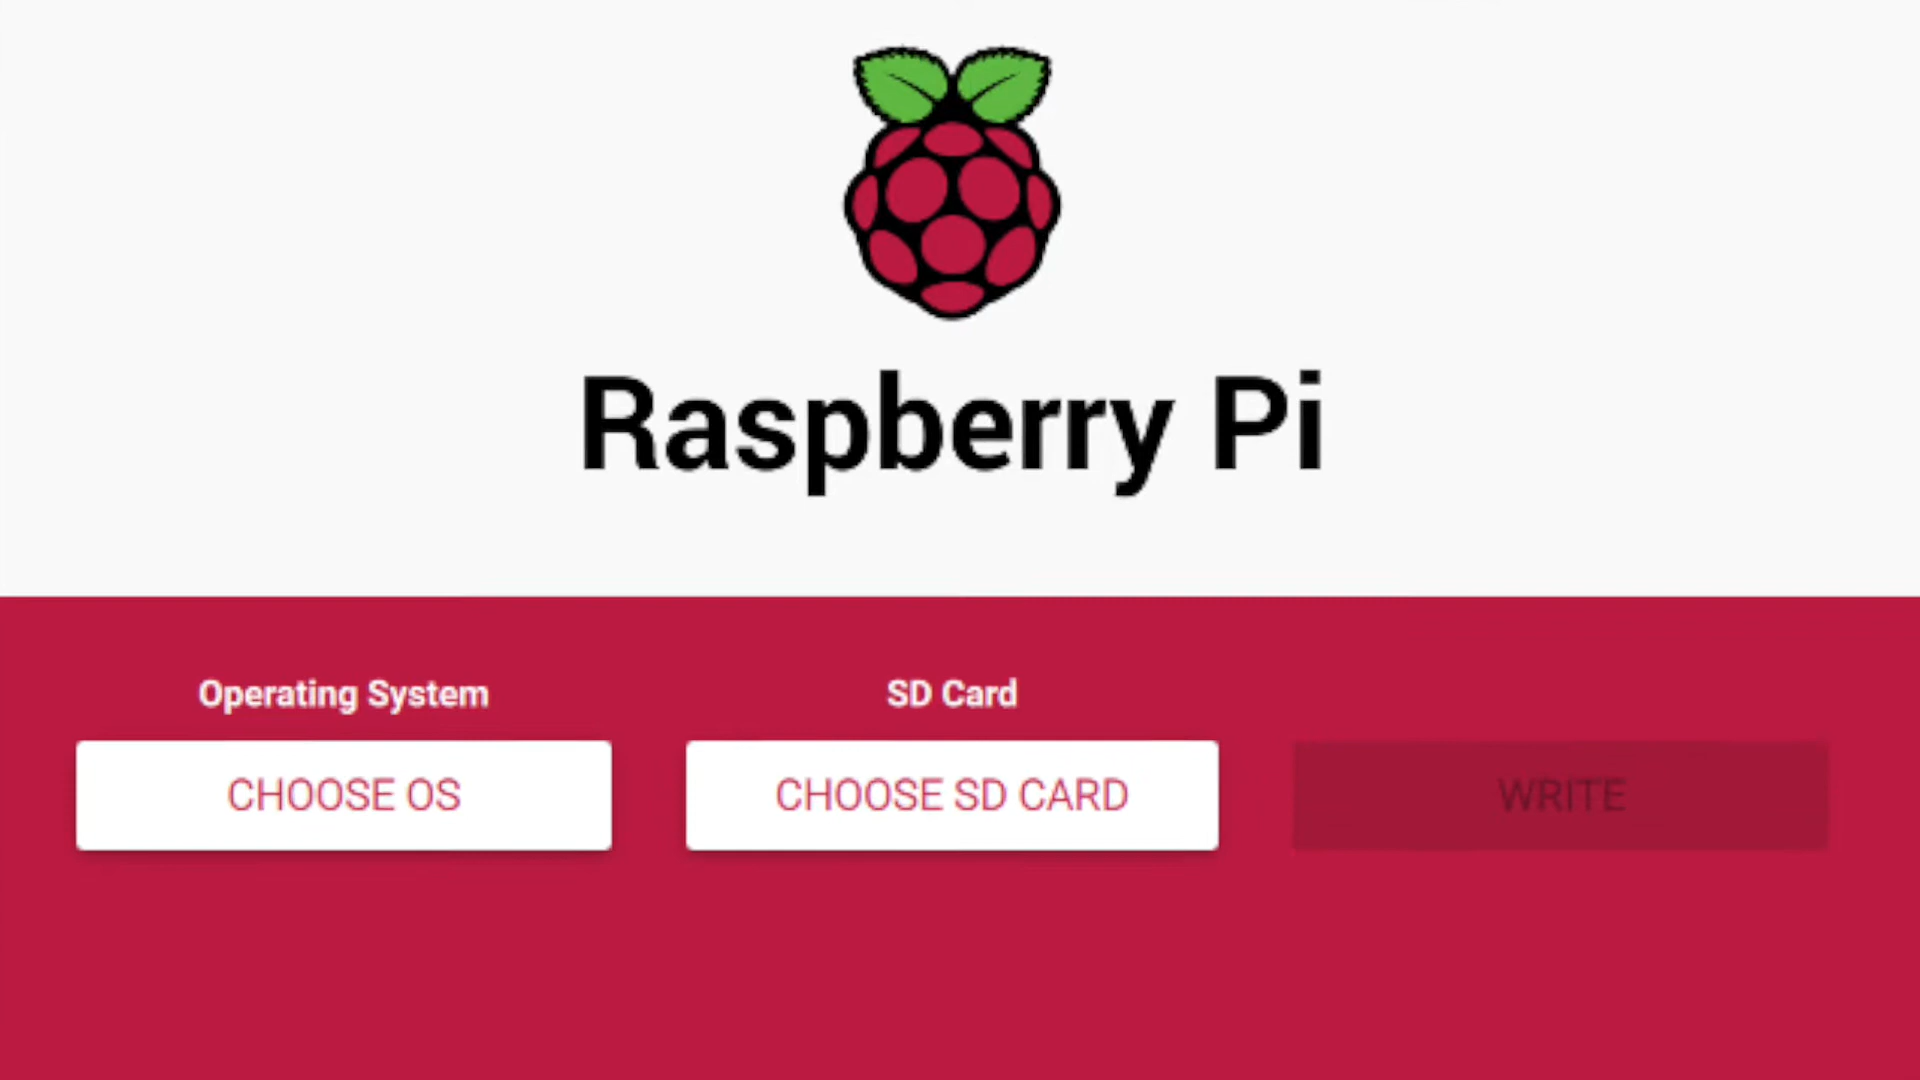 Raspberry Pi
Operating System
SD Card
CHOOSE OS
CHOOSE SD CARD
WRITE